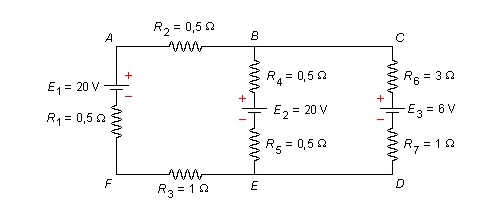 A
R2 = 0,5 Ω
B
C
+
E1 = 20 V
-
R1 = 0,5 Ω
R4 = 0,5 Ω
+
E2 = 20 V
-
R5 = 0,5 Ω
R6 = 3 Ω
+
E3 = 6 V
-
R7 = 1 Ω
F
R3 = 1 Ω
E
D